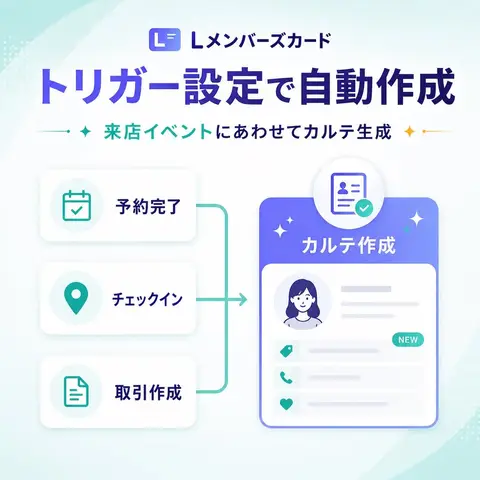 L Lメンバーズカード
トリガー設定で自動作成
来店イベントにあわせてカルテ生成
予約完了
カルテ作成
チェックイン
NEW
取引作成